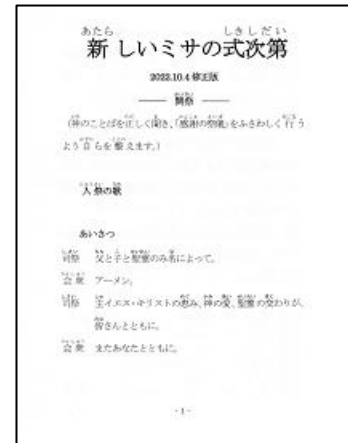 新しいミサの式次第
2022.10.4 修正版
開祭
(神のことばを正しく聞き、「感謝の祭儀」をふさわしく行う
よう自らを整えます。)
入祭の歌
あいさつ
司祭 父と子と聖霊のみ名によって。
会衆 アーメン。
司祭 主イエス・キリストの恵み、神の愛、聖霊の交わりが、
皆さんとともに。
会衆 またあなたとともに。
- 1 -